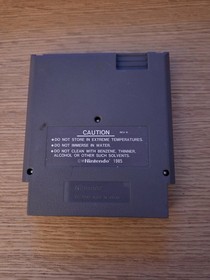 CAUTION
•DO NOT STORE IN EXTREME TEMPERATURES.
•DO NOT IMMERSE IN WATER.
•DO NOT CLEAN WITH BENZENE, THINNER,
ALCOHOL OR OTHER SUCH SOLVENTS.
©Nintendo 1985